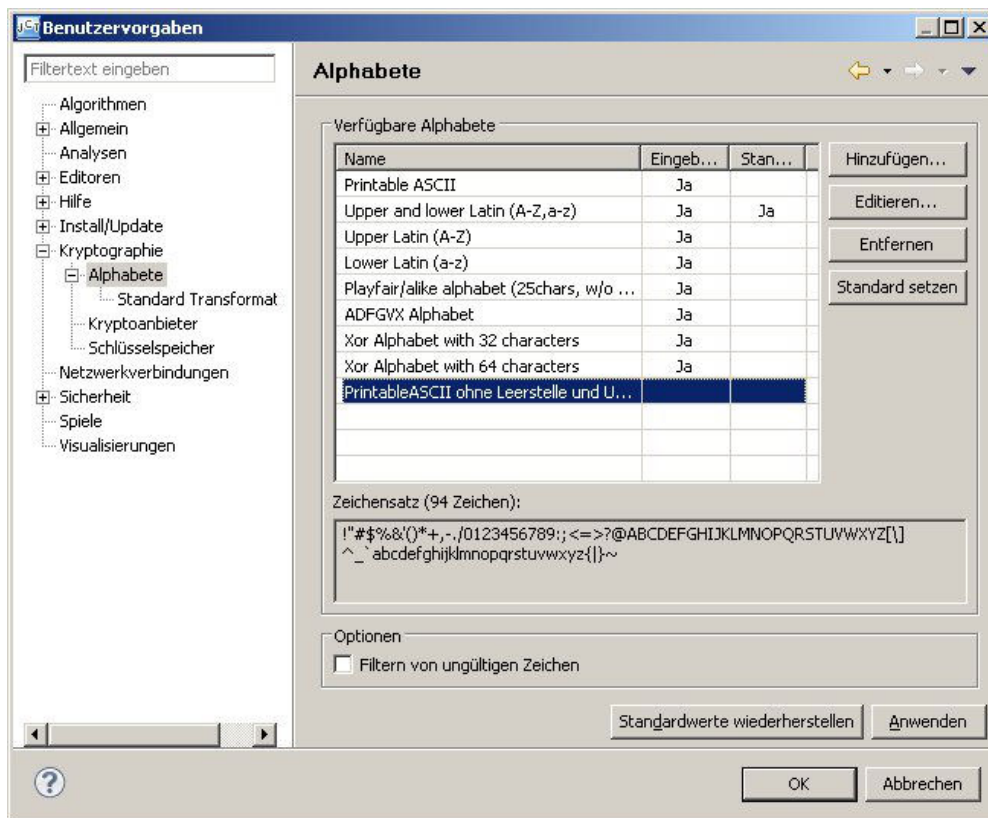 Benutzervorgaben
Filtertext eingeben
Algorithmen
Allgemein
Analysen
Editoren
Hilfe
Install/Update
Kryptographie
Alphabete
Standard Transformat
Kryptoanbieter
Schlüsselspeicher
Netzwerkverbindungen
Sicherheit
Spiele
Visualisierungen
Alphabete
Verfügbare Alphabete
Name Eingeb... Stan...
Printable ASCII Ja
Upper and lower Latin (A-Z,a-z) Ja Ja
Upper Latin (A-Z) Ja
Lower Latin (a-z) Ja
Playfair/alike alphabet (25chars, w/o ... Ja
ADFGVX Alphabet Ja
Xor Alphabet with 32 characters Ja
Xor Alphabet with 64 characters Ja
PrintableASCII ohne Leerstelle und U...
Hinzufügen...
Editieren...
Entfernen
Standard setzen
Zeichensatz (94 Zeichen):
!"#$%&'()*+,-./0123456789:;<=>?@ABCDEFGHIJKLMNOPQRSTUVWXYZ[\]
^_`abcdefghijklmnopqrstuvwxyz{|}~
Optionen
Filtern von ungültigen Zeichen
Standardwerte wiederherstellen Anwenden
OK Abbrechen